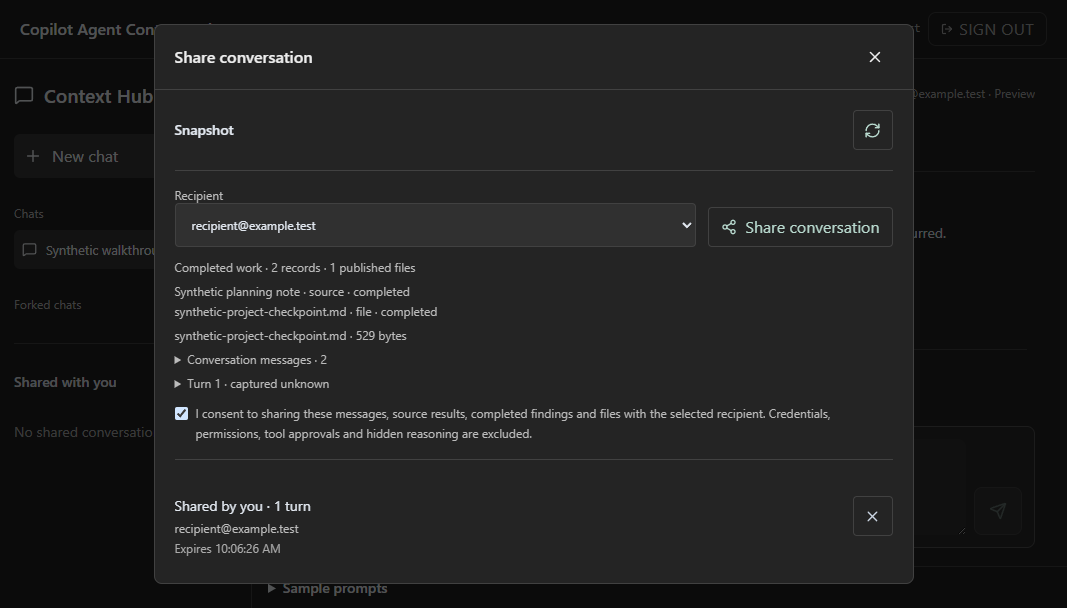 Copilot Agent Con
SIGN OUT
Share conversation
Context Hub
@example.test · Preview
Snapshot
New chat
Recipient
Chats
recipient@example.test
Share conversation
Synthetic walkthrou
urred.
Completed work · 2 records · 1 published files
Synthetic planning note · source · completed
Forked chats
synthetic-project-checkpoint.md · file · completed
synthetic-project-checkpoint.md · 529 bytes
Conversation messages · 2
Shared with you
Turn 1 · captured unknown
I consent to sharing these messages, source results, completed findings and files with the selected recipient. Credentials,
permissions, tool approvals and hidden reasoning are excluded.
No shared conversatio
Shared by you · 1 turn
recipient@example.test
Expires 10:06:26 AM
Sample prompts